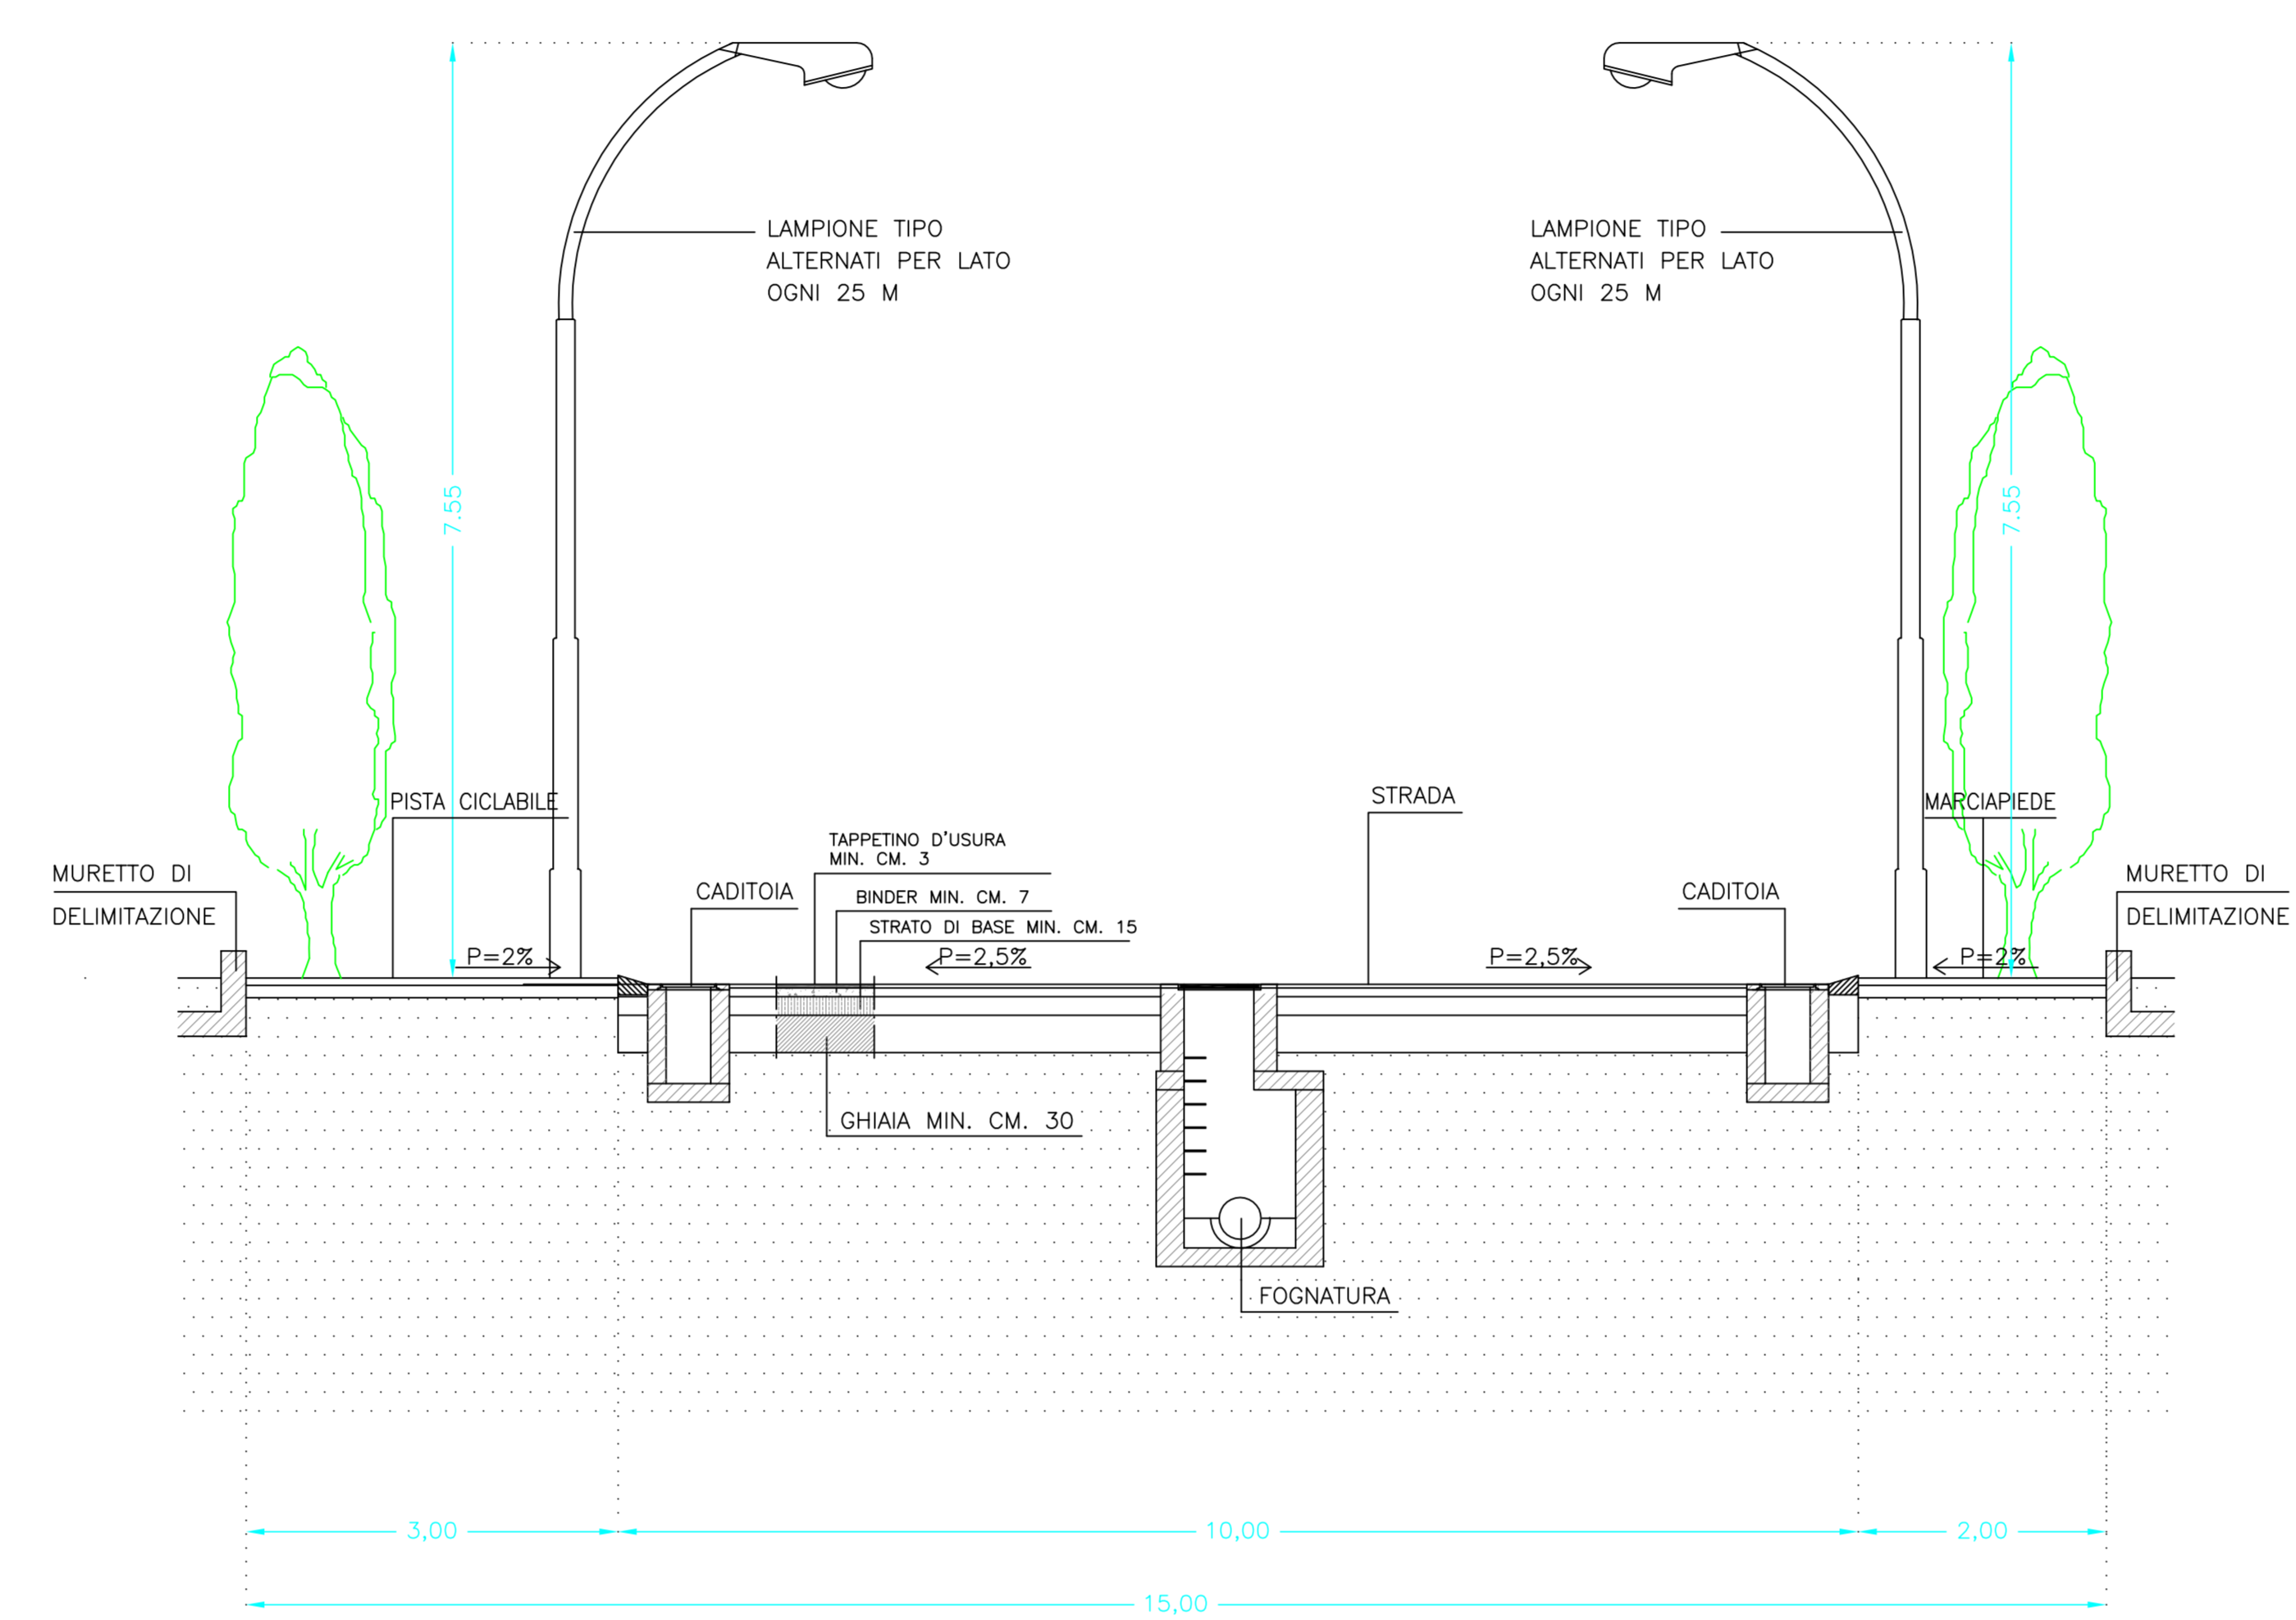 LAMPIONE TIPO
ALTERNATI PER LATO
OGNI 25 M
LAMPIONE TIPO
ALTERNATI PER LATO
OGNI 25 M
7.55
7.55
PISTA CICLABILE
STRADA
MARCIAPIEDE
TAPPETINO D'USURA
MIN. CM. 3
MURETTO DI
DELIMITAZIONE
CADITOIA
BINDER MIN. CM. 7
STRATO DI BASE MIN. CM. 15
CADITOIA
MURETTO DI
DELIMITAZIONE
P=2%
P=2,5%
P=2,5%
P=2%
GHIAIA MIN. CM. 30
FOGNATURA
3,00
10,00
2,00
15,00